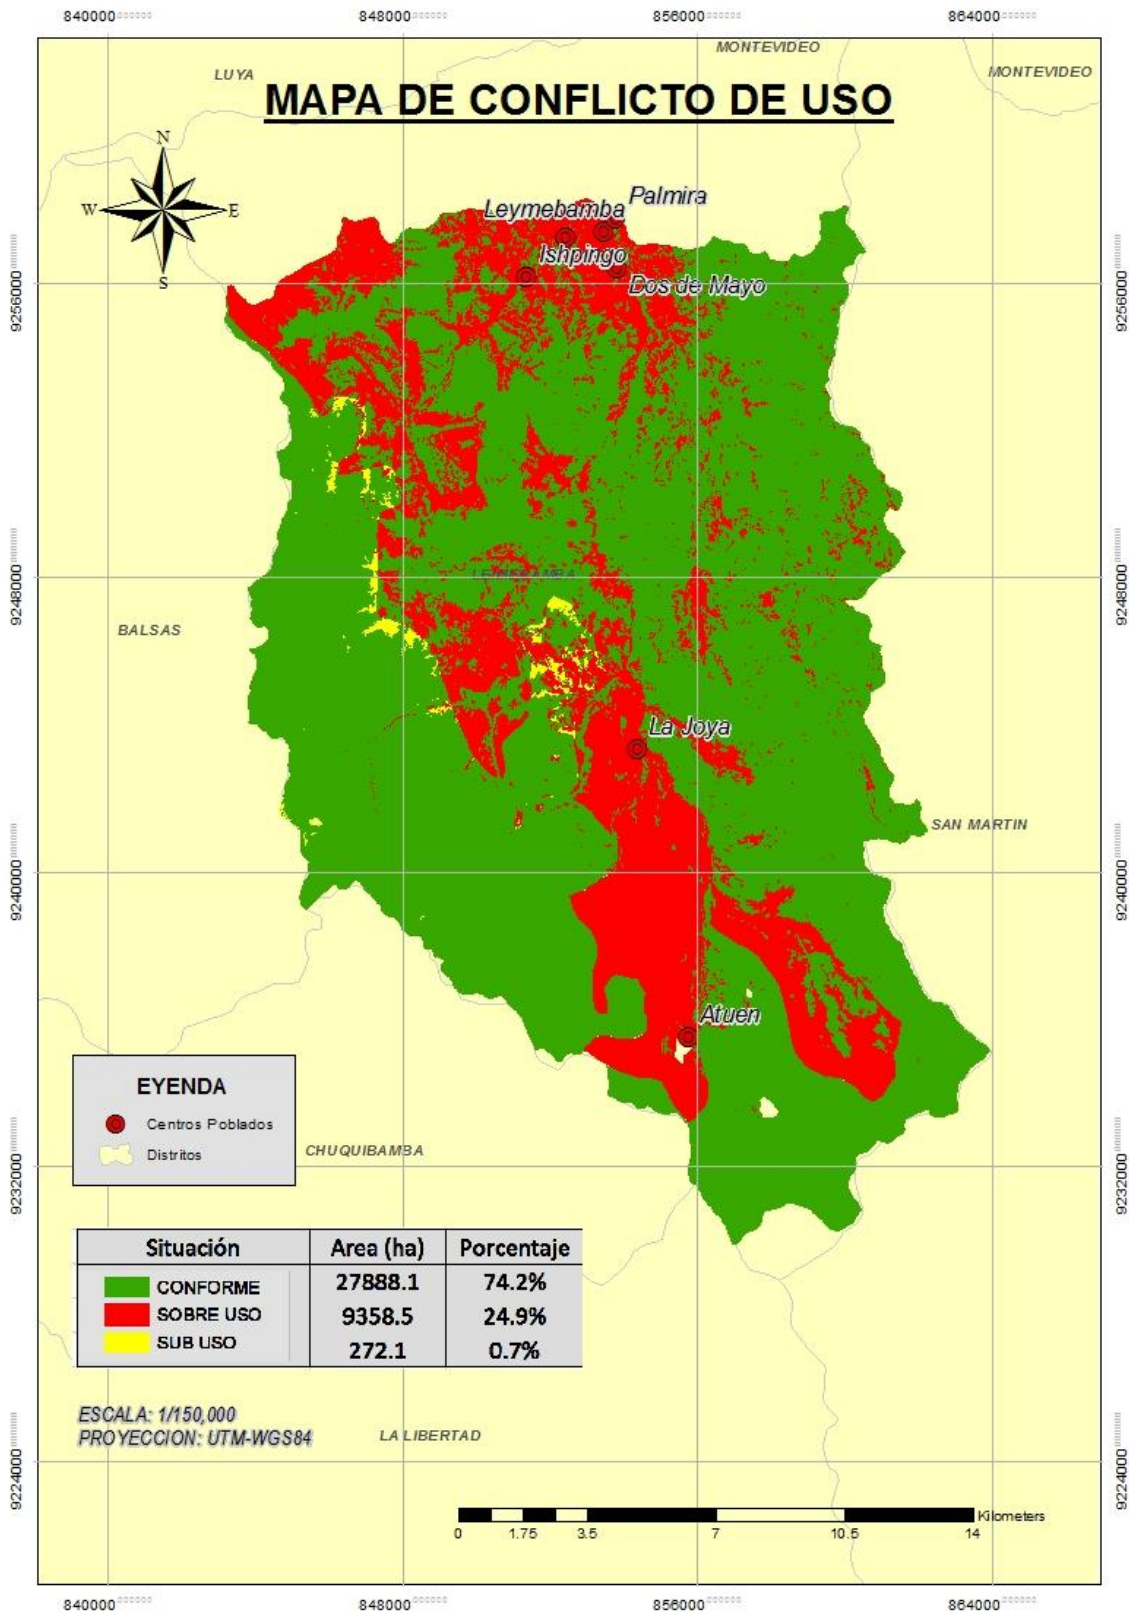 840000 848000 856000 864000
MONTEVIDEO
LUYA
MONTEVIDEO
MAPA DE CONFLICTO DE USO
N
W E
S
Palmira
Leymebamba
Ishpingo
Dos de Mayo
9256000 9256000
9248000 9248000
BALSAS
La Joya
SAN MARTIN
9240000 9240000
Atuen
EYENDA
Centros Poblados
Distritos
CHUQUIBAMBA
9232000 9232000
Situación Area (ha) Porcentaje
CONFORME 27888.1 74.2%
SOBRE USO 9358.5 24.9%
SUB USO 272.1 0.7%
ESCALA: 1/150,000
PROYECCION: UTM-WGS84
LA LIBERTAD
9224000 9224000
Kilometers
0 1.75 3.5 7 10.5 14
840000 848000 856000 864000